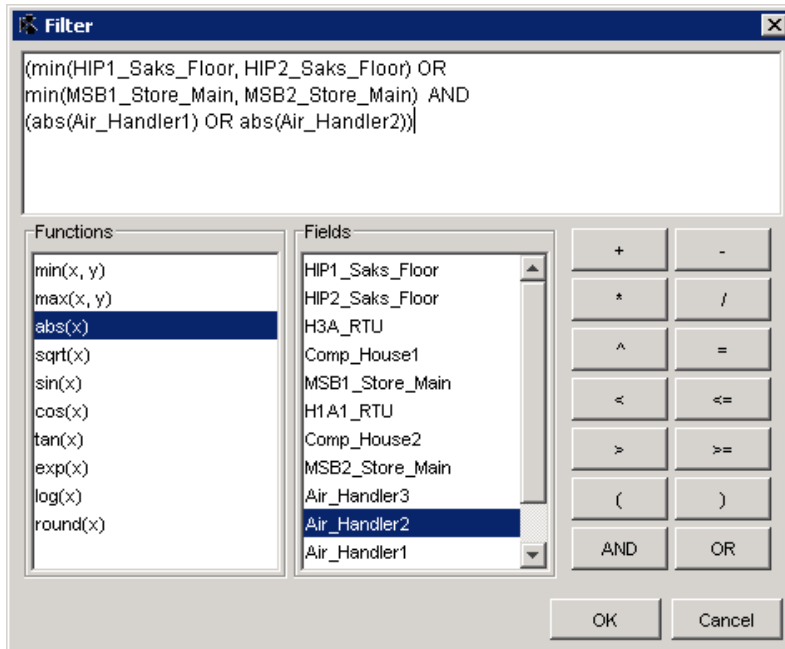 Filter
(min(HIP1_Saks_Floor, HIP2_Saks_Floor) OR
min(MSB1_Store_Main, MSB2_Store_Main)  AND
(abs(Air_Handler1) OR abs(Air_Handler2))
Functions
min(x, y)
max(x, y)
abs(x)
sqrt(x)
sin(x)
cos(x)
tan(x)
exp(x)
log(x)
round(x)
Fields
HIP1_Saks_Floor
HIP2_Saks_Floor
H3A_RTU
Comp_House1
MSB1_Store_Main
H1A1_RTU
Comp_House2
MSB2_Store_Main
Air_Handler3
Air_Handler2
Air_Handler1
+ -
* /
^ =
< <=
> >=
( )
AND OR
OK Cancel